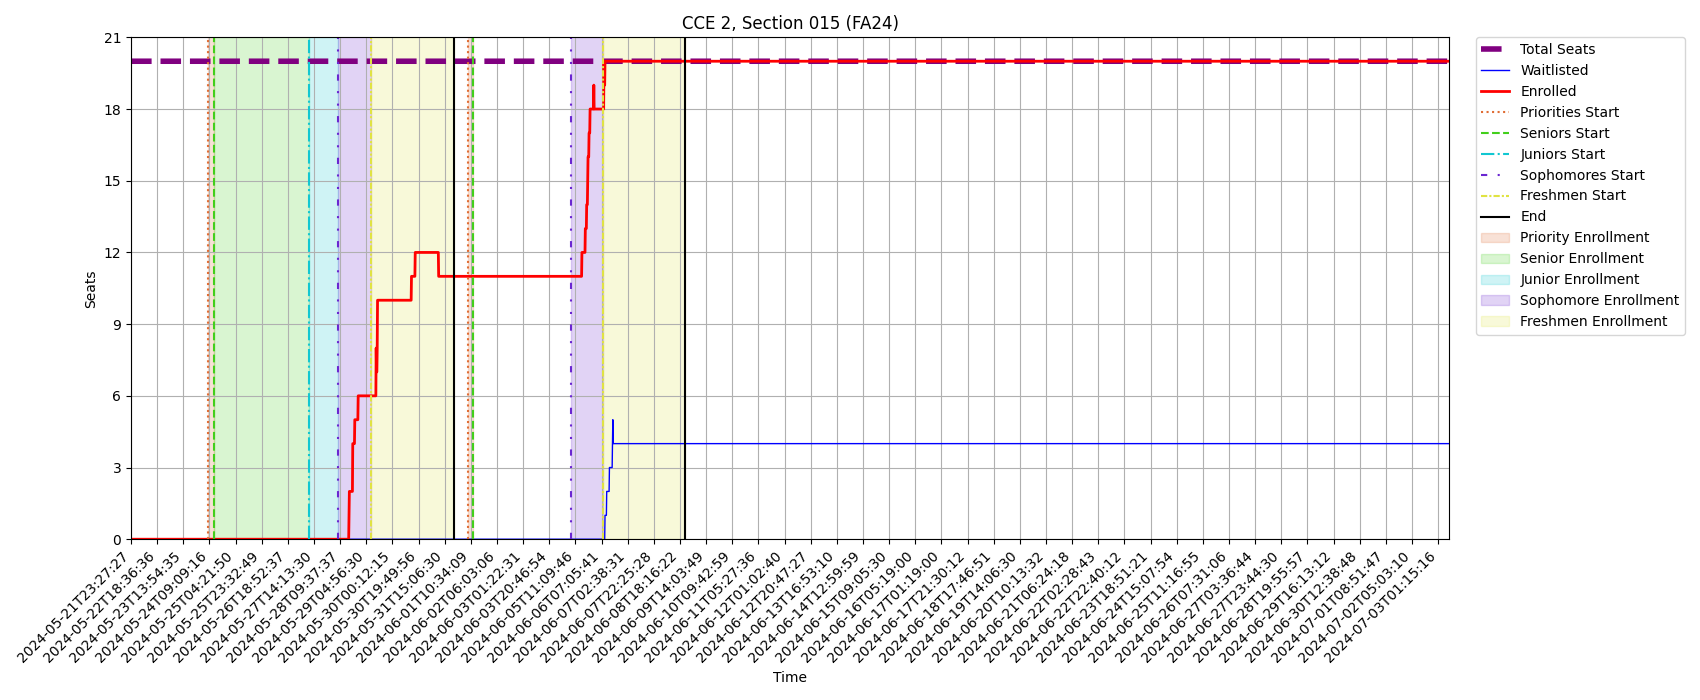 CCE 2, Section 015 (FA24)
21
18
15
12
9
6
3
0
Seats
2024-05-21T23:27:27
2024-05-22T18:36:36
2024-05-23T13:54:35
2024-05-24T09:09:16
2024-05-25T04:21:50
2024-05-25T23:32:49
2024-05-26T18:52:37
2024-05-27T14:13:30
2024-05-28T09:37:37
2024-05-29T04:56:30
2024-05-30T00:12:15
2024-05-30T19:49:56
2024-05-31T15:06:30
2024-06-01T10:34:09
2024-06-02T06:03:06
2024-06-03T01:22:31
2024-06-03T20:46:54
2024-06-05T11:09:46
2024-06-06T07:05:41
2024-06-07T02:38:31
2024-06-07T22:25:28
2024-06-08T18:16:22
2024-06-09T14:03:49
2024-06-10T09:42:59
2024-06-11T05:27:36
2024-06-12T01:02:40
2024-06-12T20:47:27
2024-06-13T16:53:10
2024-06-14T12:59:59
2024-06-15T09:05:30
2024-06-16T05:19:00
2024-06-17T01:19:00
2024-06-17T21:30:12
2024-06-18T17:46:51
2024-06-19T14:06:30
2024-06-20T10:13:32
2024-06-21T06:24:18
2024-06-22T02:28:43
2024-06-22T22:40:12
2024-06-23T18:51:21
2024-06-24T15:07:54
2024-06-25T11:16:55
2024-06-26T07:31:06
2024-06-27T03:36:44
2024-06-27T23:44:30
2024-06-28T19:55:57
2024-06-29T16:13:12
2024-06-30T12:38:48
2024-07-01T08:51:47
2024-07-02T05:03:10
2024-07-03T01:15:16
Time
Total Seats
Waitlisted
Enrolled
Priorities Start
Seniors Start
Juniors Start
Sophomores Start
Freshmen Start
End
Priority Enrollment
Senior Enrollment
Junior Enrollment
Sophomore Enrollment
Freshmen Enrollment